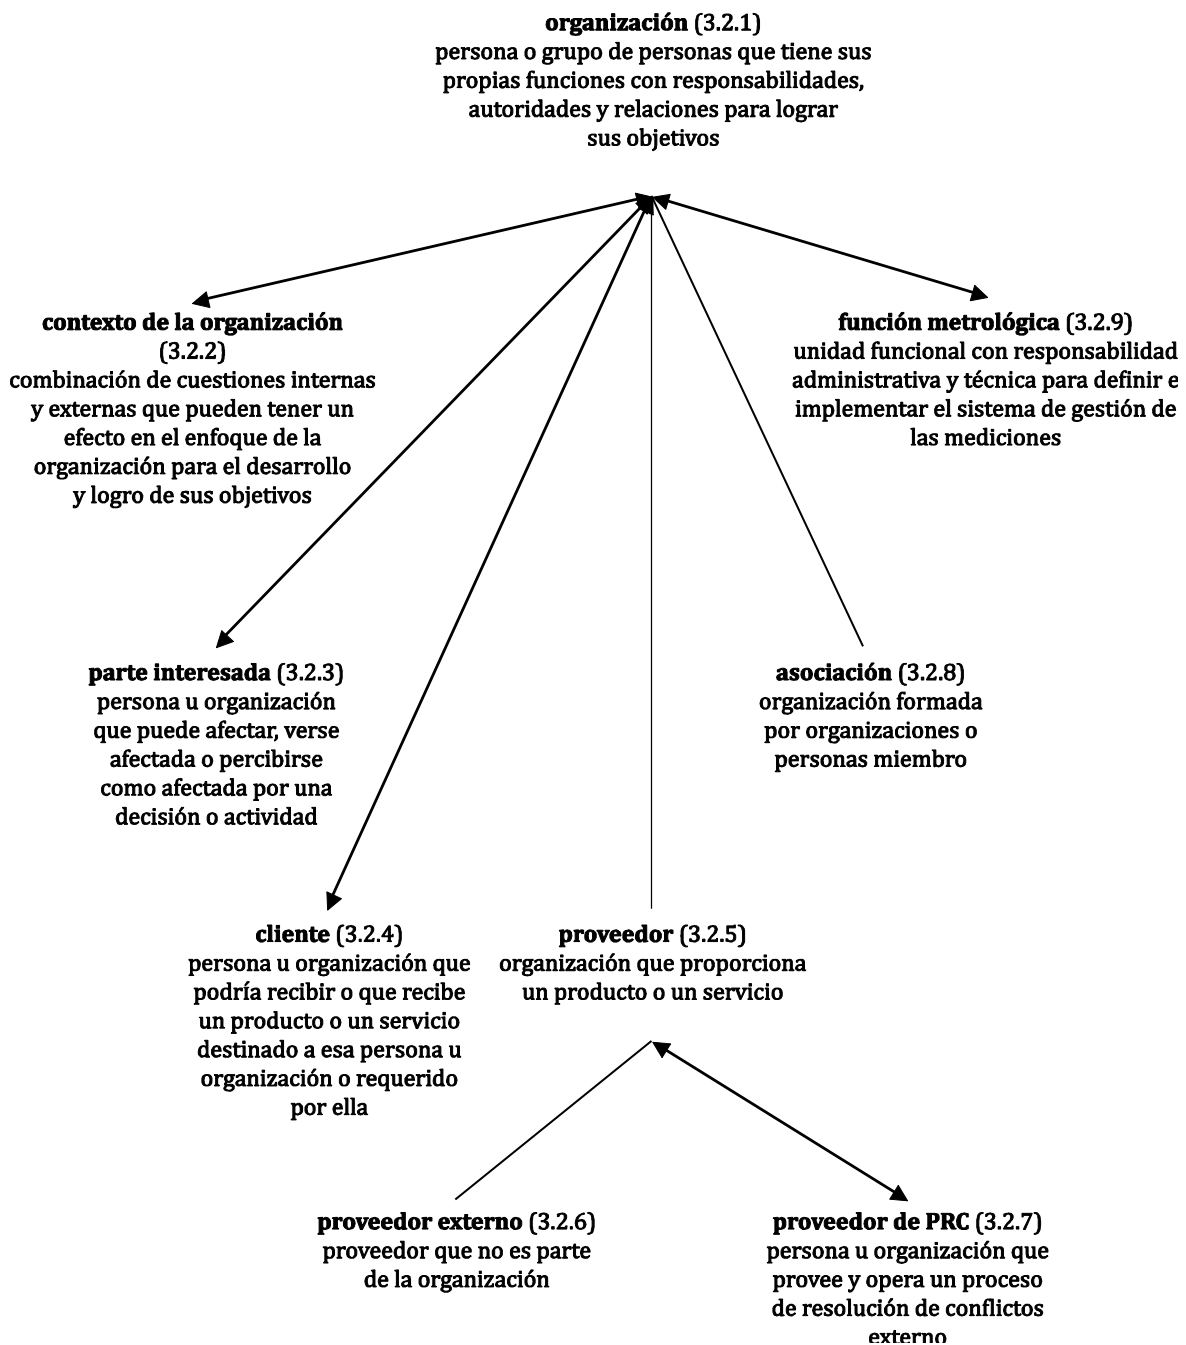 organización (3.2.1)
persona o grupo de personas que tiene sus
propias funciones con responsabilidades,
autoridades y relaciones para lograr
sus objetivos
contexto de la organización
(3.2.2)
combinación de cuestiones internas
y externas que pueden tener un
efecto en el enfoque de la
organización para el desarrollo
y logro de sus objetivos
función metrológica (3.2.9)
unidad funcional con responsabilidad
administrativa y técnica para definir e
implementar el sistema de gestión de
las mediciones
parte interesada (3.2.3)
persona u organización
que puede afectar, verse
afectada o percibirse
como afectada por una
decisión o actividad
asociación (3.2.8)
organización formada
por organizaciones o
personas miembro
cliente (3.2.4)
persona u organización que
podría recibir o que recibe
un producto o un servicio
destinado a esa persona u
organización o requerido
por ella
proveedor (3.2.5)
organización que proporciona
un producto o un servicio
proveedor externo (3.2.6)
proveedor que no es parte
de la organización
proveedor de PRC (3.2.7)
persona u organización que
provee y opera un proceso
de resolución de conflictos
externo